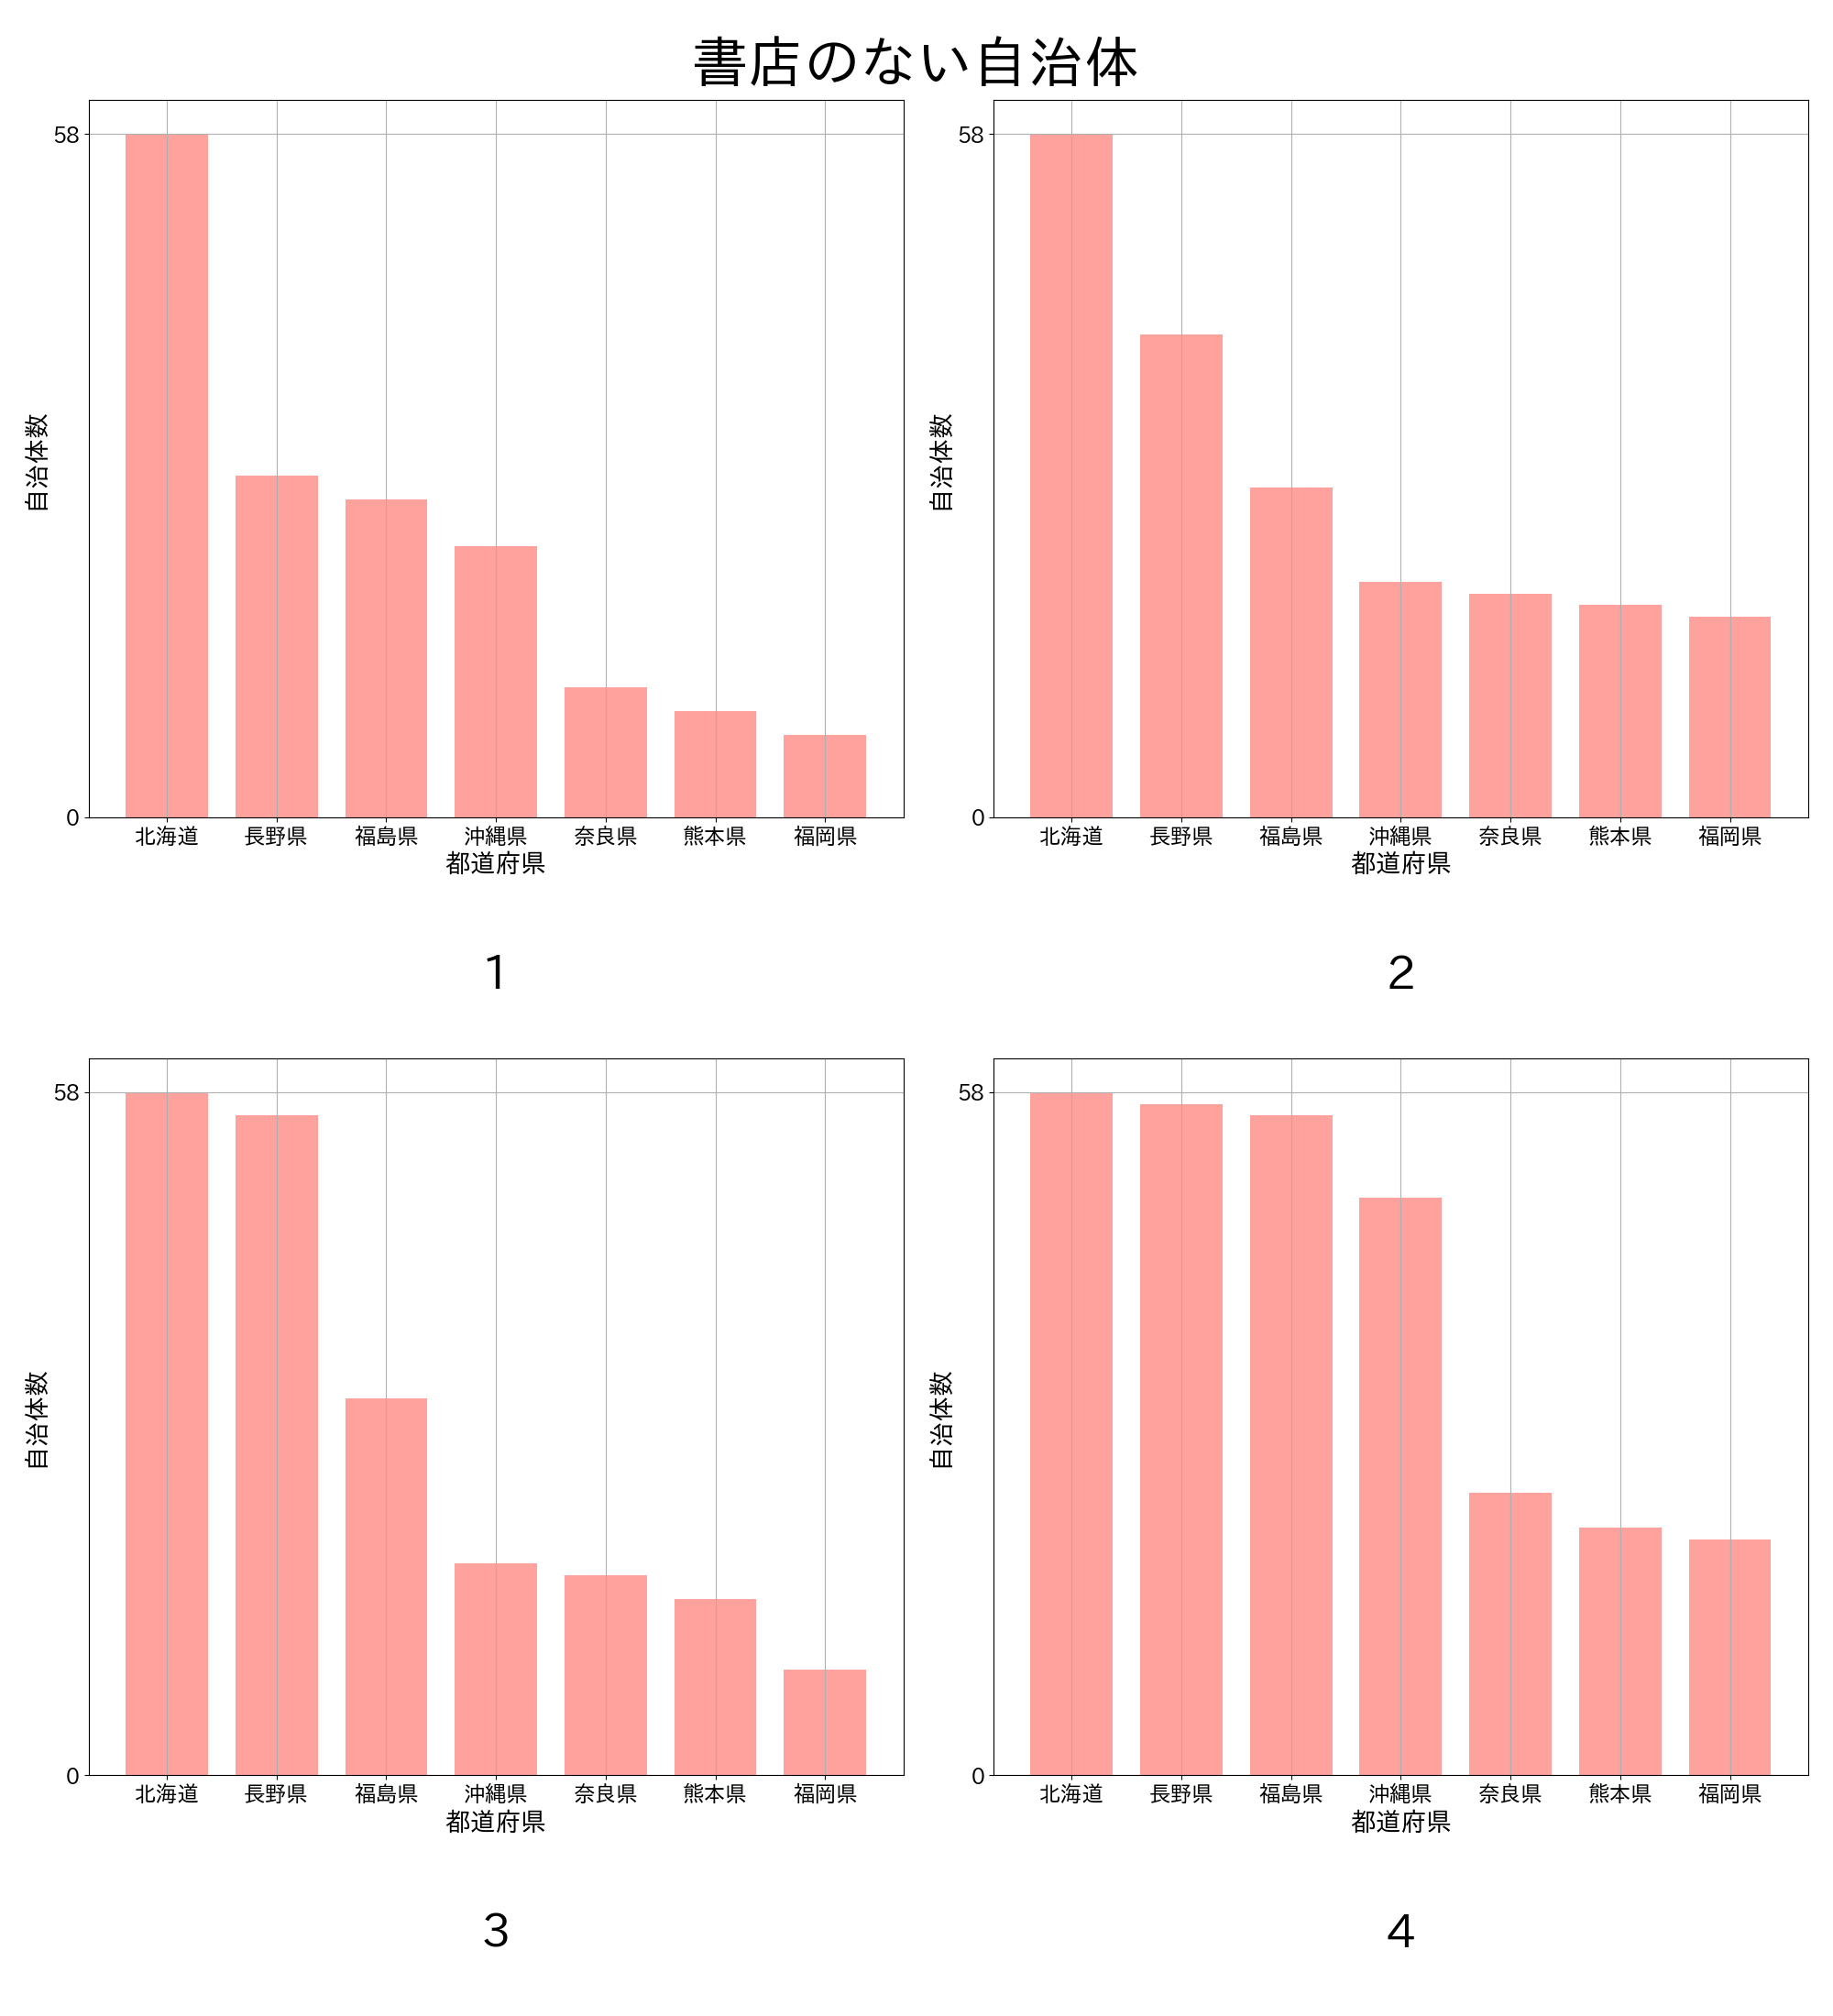 書店のない自治体
58
0
自治体数
北海道 長野県 福島県 沖縄県 奈良県 熊本県 福岡県
都道府県
1
58
0
自治体数
北海道 長野県 福島県 沖縄県 奈良県 熊本県 福岡県
都道府県
2
58
0
自治体数
北海道 長野県 福島県 沖縄県 奈良県 熊本県 福岡県
都道府県
3
58
0
自治体数
北海道 長野県 福島県 沖縄県 奈良県 熊本県 福岡県
都道府県
4